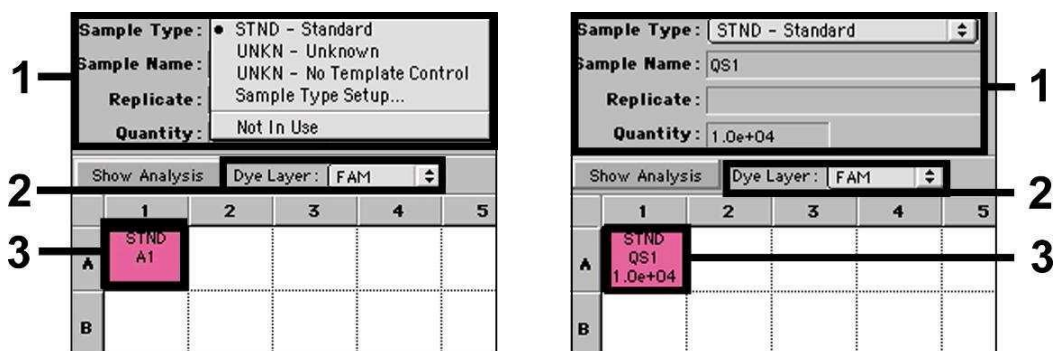 Sample Type: STND - Standard
UNKN - Unknown
Sample Name: UNKN - No Template Control
Replicate: Sample Type Setup...
Quantity: Not In Use
Show Analysis Dye Layer: FAM
1 2 3 4 5
A STND
A1
B
1
2
3
Sample Type: STND - Standard
Sample Name: QS1
Replicate:
Quantity: 1.0e+04
Show Analysis Dye Layer: FAM
1 2 3 4 5
A STND
QS1
1.0e+04
B
1
2
3